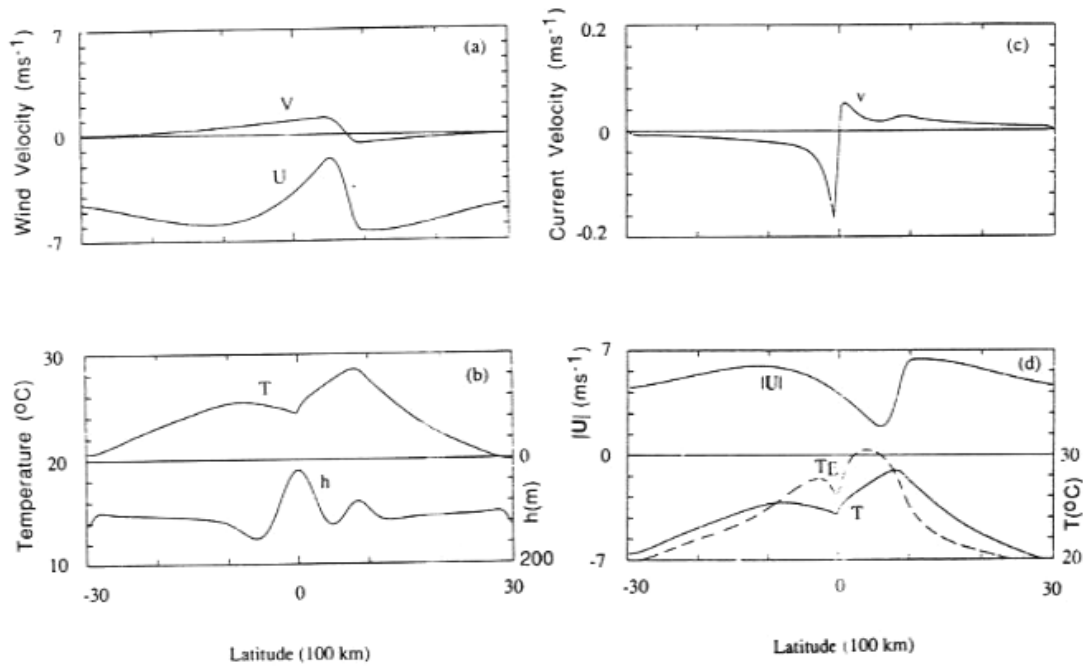 7
(a)
V
0
U
-7
Wind Velocity (ms⁻¹)
0.2
(c)
v
0
-0.2
Current Velocity (ms⁻¹)
30
(b)
T
20
0
h
10
200
Temperature (°C)
h(m)
-30
0
30
Latitude (100 km)
7
(d)
|U|
0
30
TE
T
-7
20
|U| (ms⁻¹)
T(°C)
-30
0
30
Latitude (100 km)